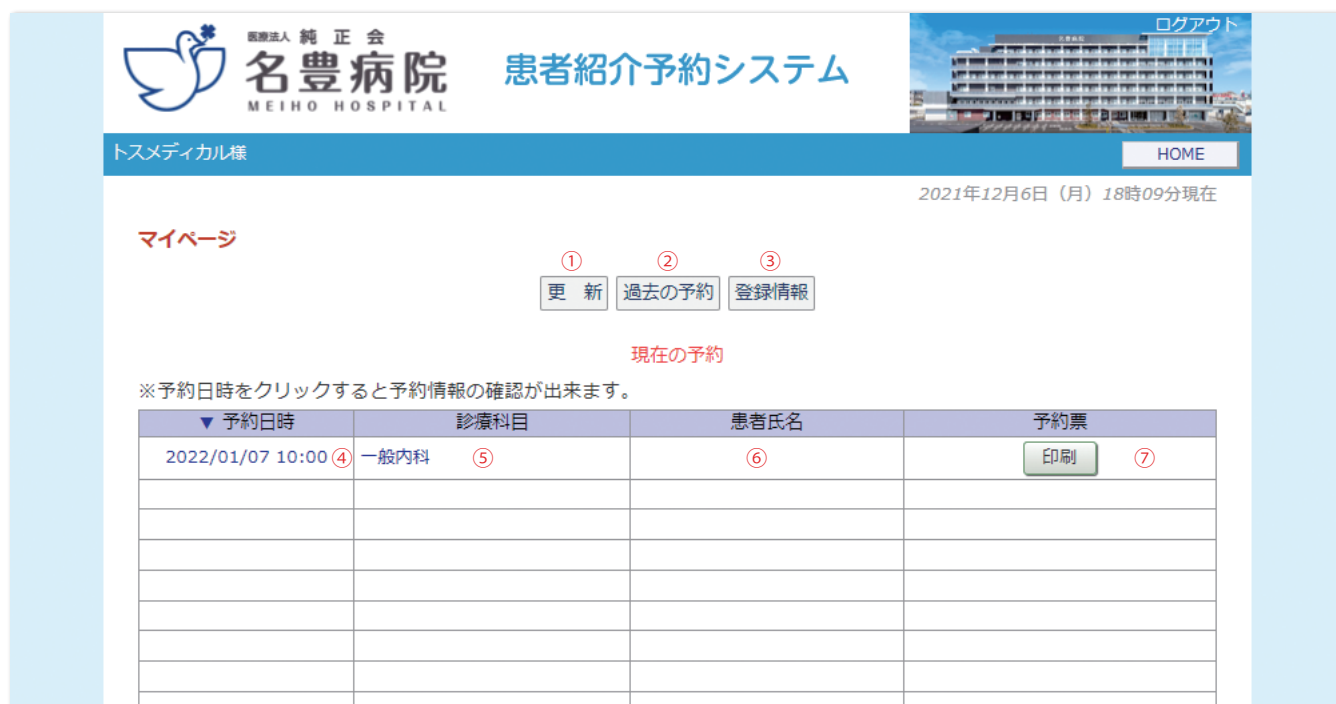 ログアウト
医療法人 純正会
名豊病院
MEIHO HOSPITAL
患者紹介予約システム
名豊病院
トスメディカル様
HOME
2021年12月6日（月）18時09分現在
マイページ
① ② ③
更　新 過去の予約 登録情報
現在の予約
※予約日時をクリックすると予約情報の確認が出来ます。
▼ 予約日時 診療科目 患者氏名 予約票
2022/01/07 10:00 ④ 一般内科 ⑤ ⑥ 印刷 ⑦